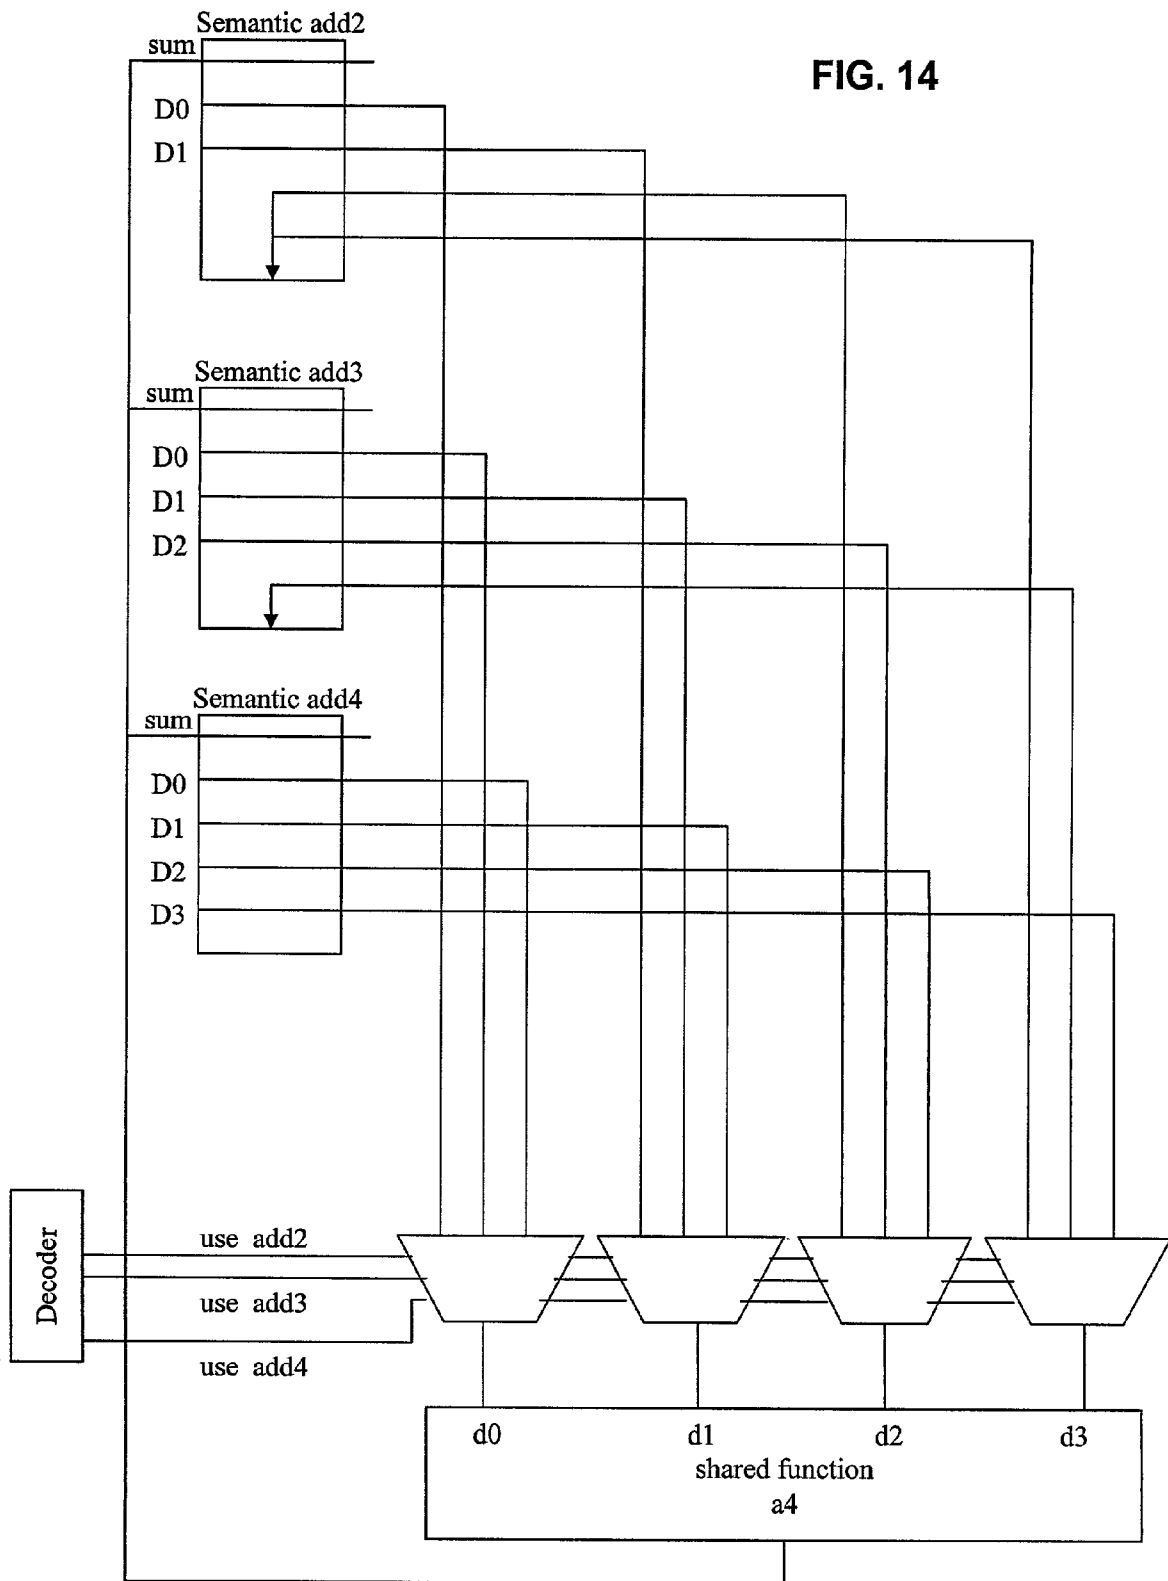 Semantic add2
sum
FIG. 14
D0
D1
Semantic add3
sum
D0
D1
D2
Semantic add4
sum
D0
D1
D2
D3
Decoder
use add2
use add3
use add4
d0 d1 d2 d3
shared function
a4